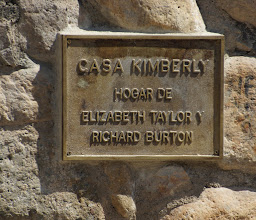 CASA KIMBERLY
HOGAR DE
ELIZABETH TAYLOR Y
RICHARD BURTON